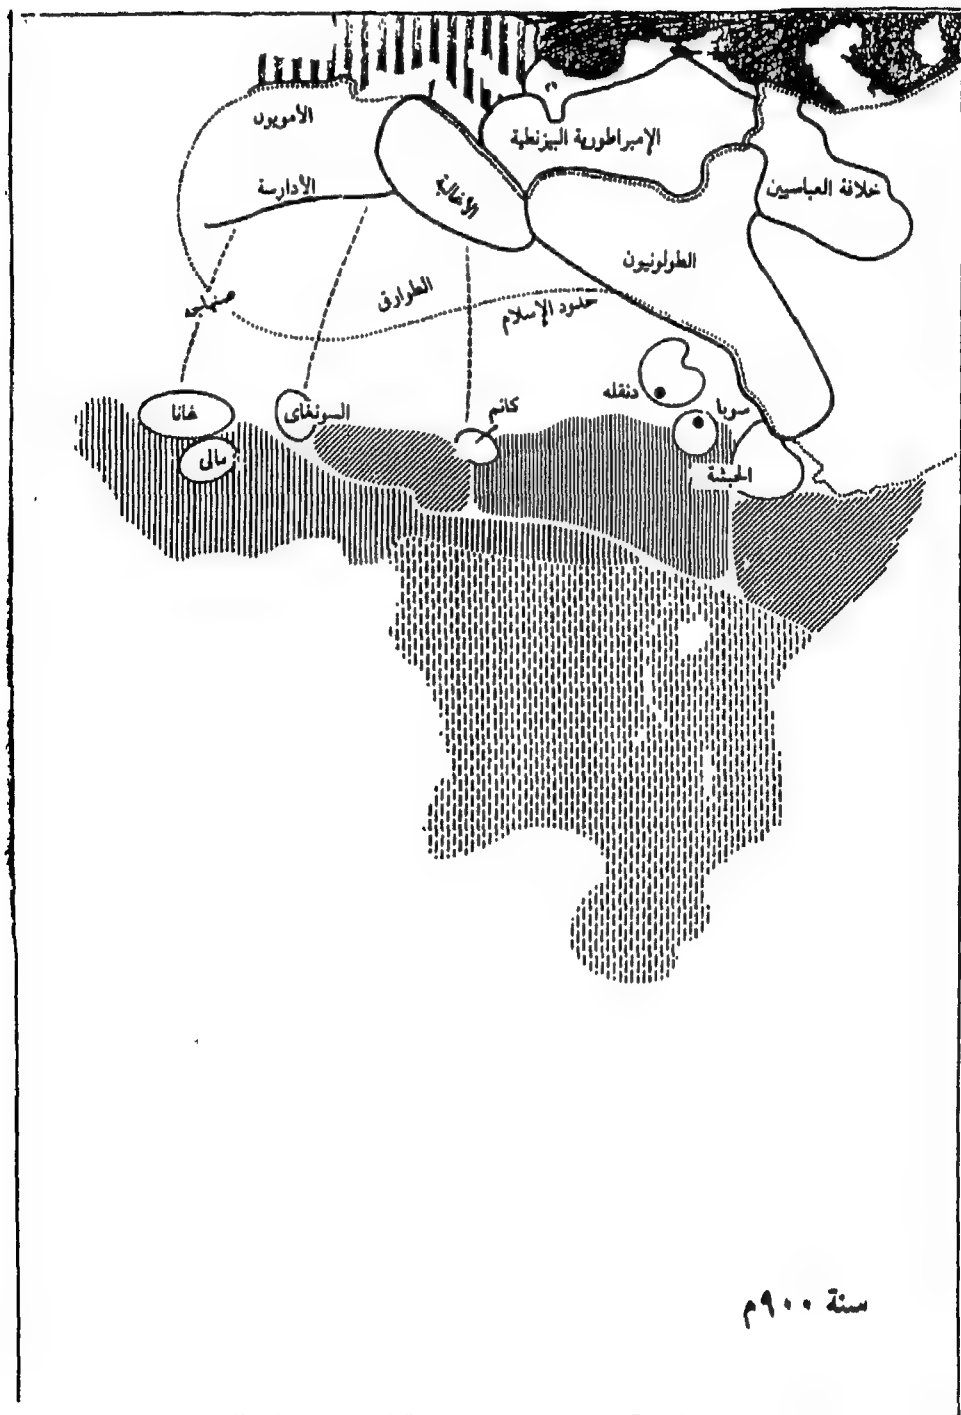 الأمويون
الإمبراطورية البيزنطية
الأدارسة
الأغالبة
خلافة العباسيين
الطولونيون
الطوارق
حدود الإسلام
دنقله
سوبا
غانا
السونغاى
كانم
مالى
الحبشة
سنة ٩٠٠م